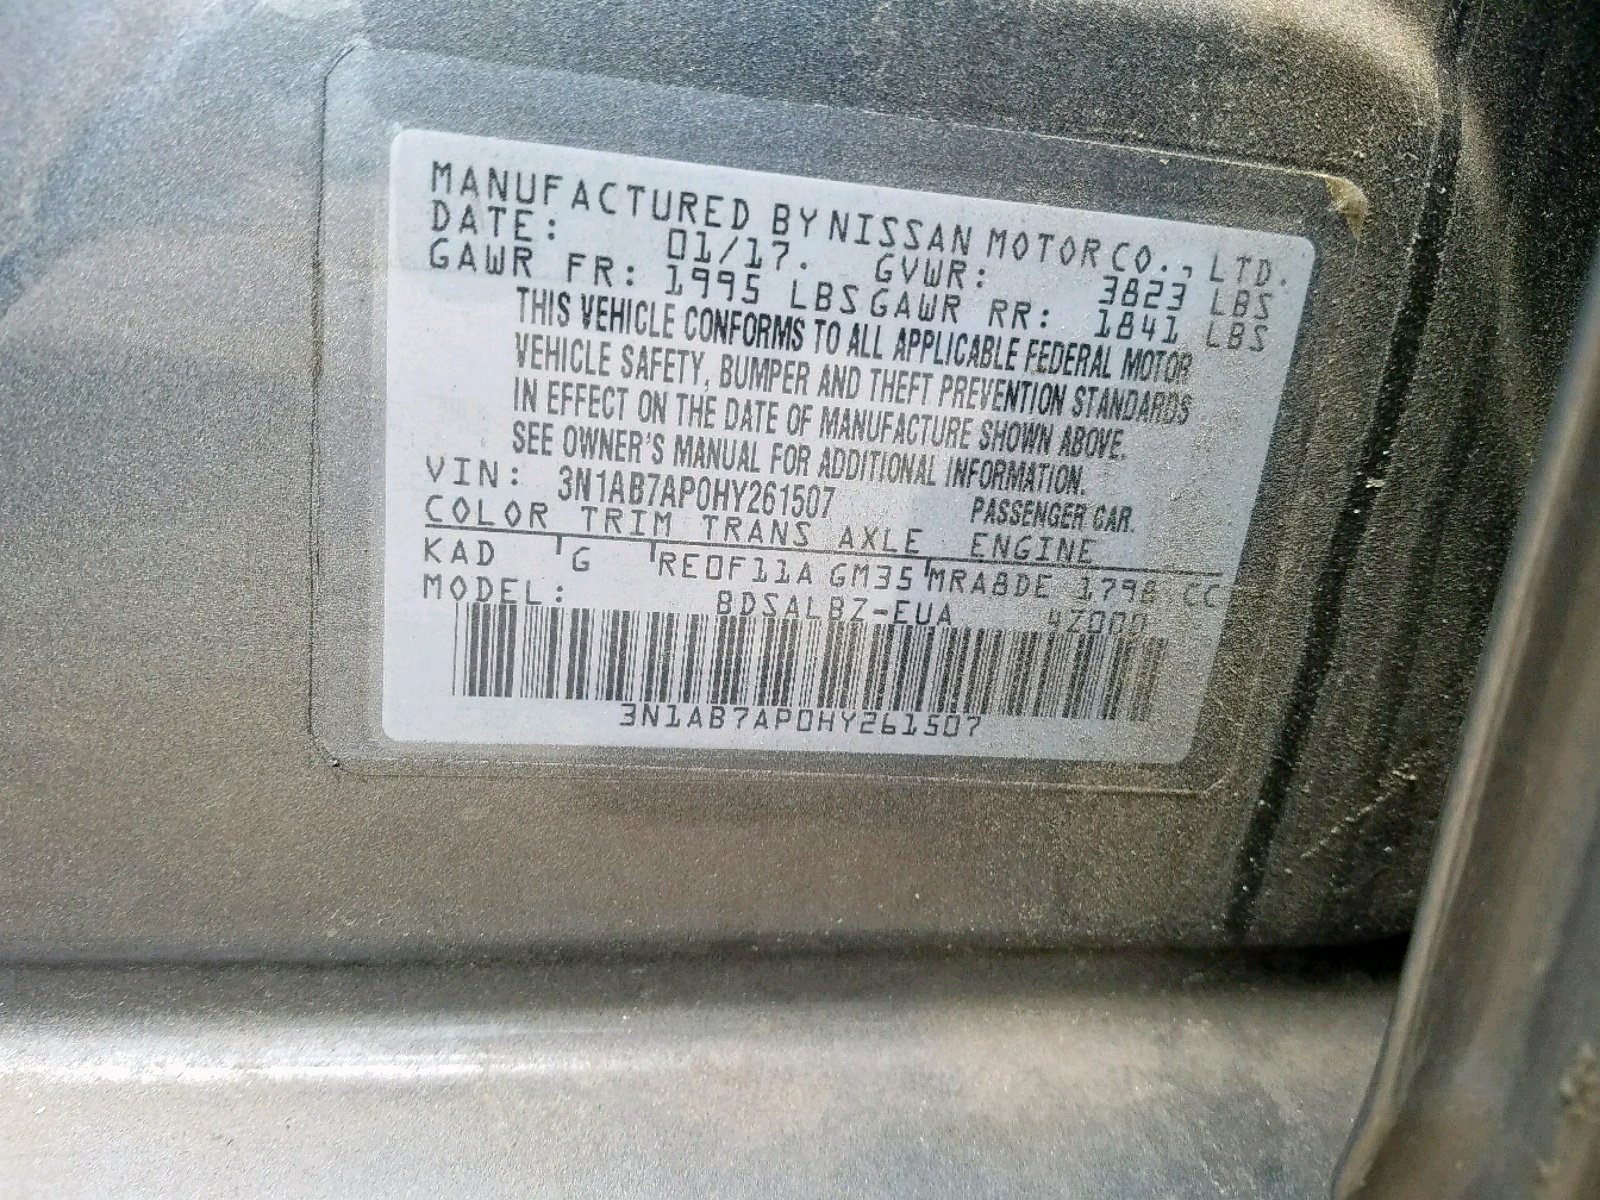 MANUFACTURED BY NISSAN MOTOR CO., LTD.
DATE: 01/17. GVWR: 3823 LBS
GAWR FR: 1995 LBS GAWR RR: 1841 LBS
THIS VEHICLE CONFORMS TO ALL APPLICABLE FEDERAL MOTOR
VEHICLE SAFETY, BUMPER AND THEFT PREVENTION STANDARDS
IN EFFECT ON THE DATE OF MANUFACTURE SHOWN ABOVE.
SEE OWNER'S MANUAL FOR ADDITIONAL INFORMATION.
VIN: 3N1AB7AP0HY261507 PASSENGER CAR.
COLOR TRIM TRANS AXLE ENGINE
KAD G RE0F11A GM35 MRA8DE 1798 CC
MODEL: BDSALBZ-EUA 4Z000
3N1AB7AP0HY261507